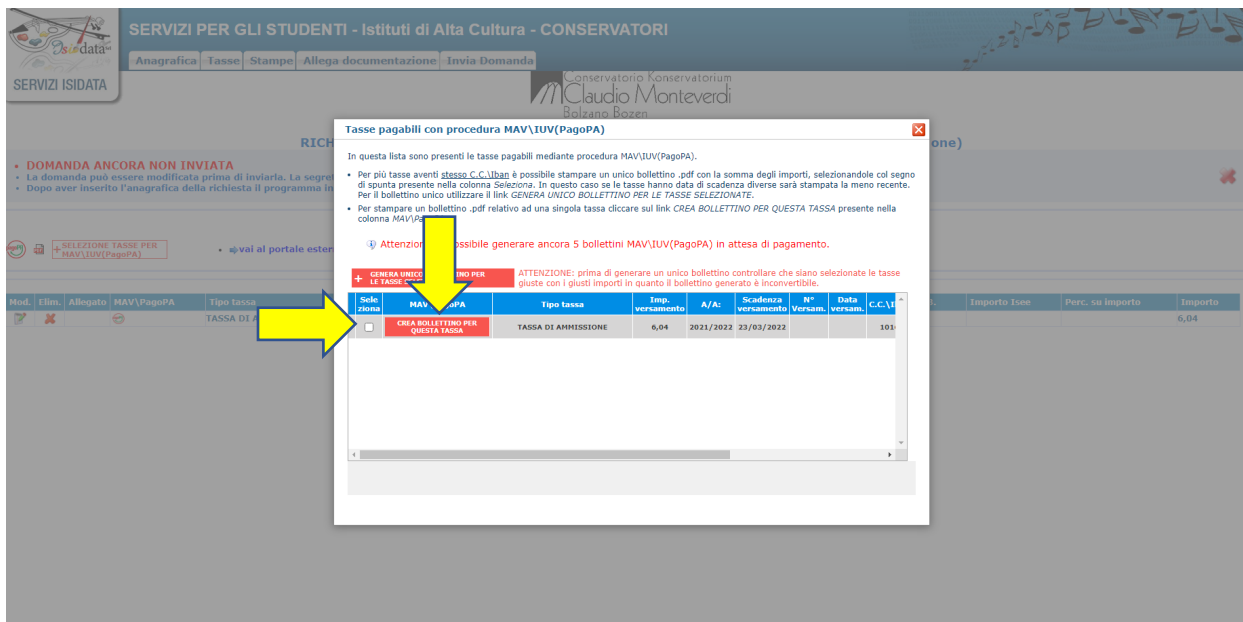 Isidata
SERVIZI ISIDATA
SERVIZI PER GLI STUDENTI - Istituti di Alta Cultura - CONSERVATORI
Anagrafica Tasse Stampe Allega documentazione Invia Domanda
Conservatorio Konservatorium
Claudio Monteverdi
Bolzano Bozen
RICH
one)
• DOMANDA ANCORA NON INVIATA
• La domanda può essere modificata prima di inviarla. La segret
• Dopo aver inserito l'anagrafica della richiesta il programma in
+ SELEZIONE TASSE PER
MAV\IUV(PagoPA)
• vai al portale ester
Mod. Elim. Allegato MAV\PagoPA Tipo tassa Importo Isee Perc. su importo Importo
TASSA DI A 6,04
Tasse pagabili con procedura MAV\IUV(PagoPA)
In questa lista sono presenti le tasse pagabili mediante procedura MAV\IUV(PagoPA).
• Per più tasse aventi stesso C.C.\Iban è possibile stampare un unico bollettino .pdf con la somma degli importi, selezionandole col segno
di spunta presente nella colonna Seleziona. In questo caso se le tasse hanno data di scadenza diverse sarà stampata la meno recente.
Per il bollettino unico utilizzare il link GENERA UNICO BOLLETTINO PER LE TASSE SELEZIONATE.
• Per stampare un bollettino .pdf relativo ad una singola tassa cliccare sul link CREA BOLLETTINO PER QUESTA TASSA presente nella
colonna MAV\Pa
Attenzion ossibile generare ancora 5 bollettini MAV\IUV(PagoPA) in attesa di pagamento.
+ GENERA UNICO INO PER
LE TASSE
ATTENZIONE: prima di generare un unico bollettino controllare che siano selezionate le tasse
giuste con i giusti importi in quanto il bollettino generato è inconvertibile.
Sele
ziona MAV oPA Tipo tassa Imp.
versamento A/A: Scadenza
versamento N°
Versam. Data
versam. C.C.\I
CREA BOLLETTINO PER
QUESTA TASSA TASSA DI AMMISSIONE 6,04 2021/2022 23/03/2022 101